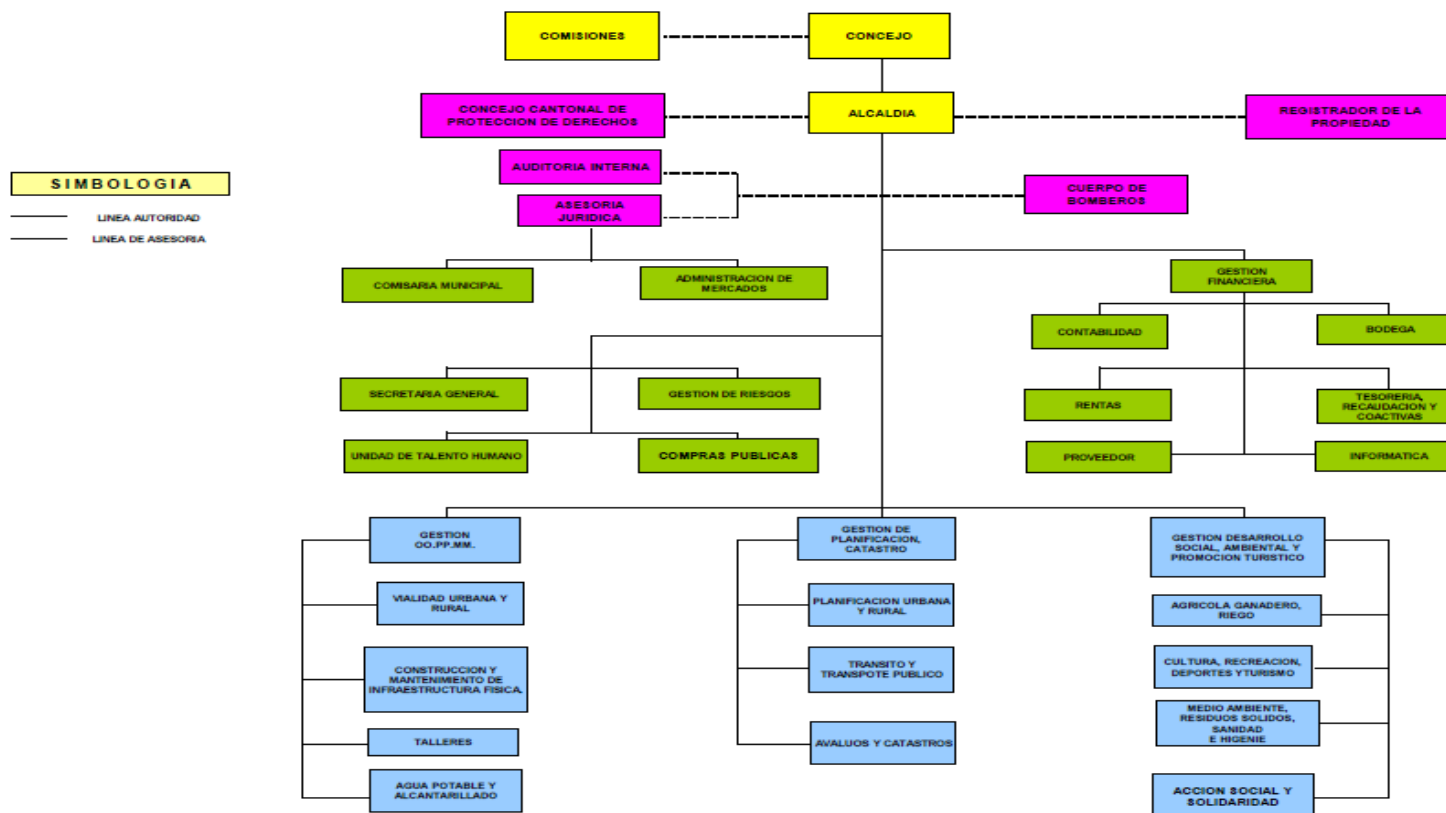 COMISIONES
CONCEJO
CONCEJO CANTONAL DE
PROTECCION DE DERECHOS
ALCALDIA
REGISTRADOR DE LA
PROPIEDAD
AUDITORIA INTERNA
SIMBOLOGIA
CUERPO DE
BOMBEROS
ASESORIA
JURIDICA
LINEA AUTORIDAD
LINEA DE ASESORIA
COMISARIA MUNICIPAL
ADMINISTRACION DE
MERCADOS
GESTION
FINANCIERA
CONTABILIDAD
BODEGA
SECRETARIA GENERAL
GESTION DE RIESGOS
RENTAS
TESORERIA,
RECAUDACION Y
COACTIVAS
UNIDAD DE TALENTO HUMANO
COMPRAS PUBLICAS
PROVEEDOR
INFORMATICA
GESTION
OO.PP.MM.
GESTION DE
PLANIFICACION,
CATASTRO
GESTION DESARROLLO
SOCIAL, AMBIENTAL Y
PROMOCION TURISTICO
VIALIDAD URBANA Y
RURAL
PLANIFICACION URBANA
Y RURAL
AGRICOLA GANADERO,
RIEGO
CONSTRUCCION Y
MANTENIMIENTO DE
INFRAESTRUCTURA FISICA.
TRANSITO Y
TRANSPOTE PUBLICO
CULTURA, RECREACION,
DEPORTES YTURISMO
MEDIO AMBIENTE,
RESIDUOS SOLIDOS,
SANIDAD
E HIGENIE
TALLERES
AVALUOS Y CATASTROS
AGUA POTABLE Y
ALCANTARILLADO
ACCION SOCIAL Y
SOLIDARIDAD